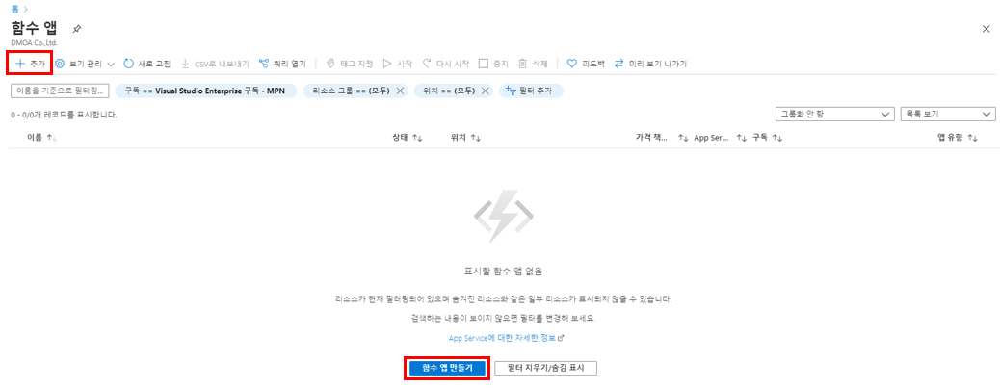 홈 >
함수 앱
DMOA Co.,Ltd.
추가 보기 관리 새로 고침 CSV로 내보내기 쿼리 열기 태그 지정 시작 다시 시작 중지 삭제 피드백 미리 보기 나가기
이름을 기준으로 필터링... 구독 == Visual Studio Enterprise 구독 - MPN 리소스 그룹 == (모두) 위치 == (모두) 필터 추가
0 - 0/0개 레코드를 표시합니다. 그룹화 안 함 목록 보기
이름 상태 위치 가격 책... App Ser... 구독 앱 유형
표시할 함수 앱 없음
리소스가 현재 필터링되어 있으며 숨겨진 리소스와 같은 일부 리소스가 표시되지 않을 수 있습니다.
검색하는 내용이 보이지 않으면 필터를 변경해 보세요.
App Service에 대한 자세한 정보
함수 앱 만들기 필터 지우기/숨김 표시